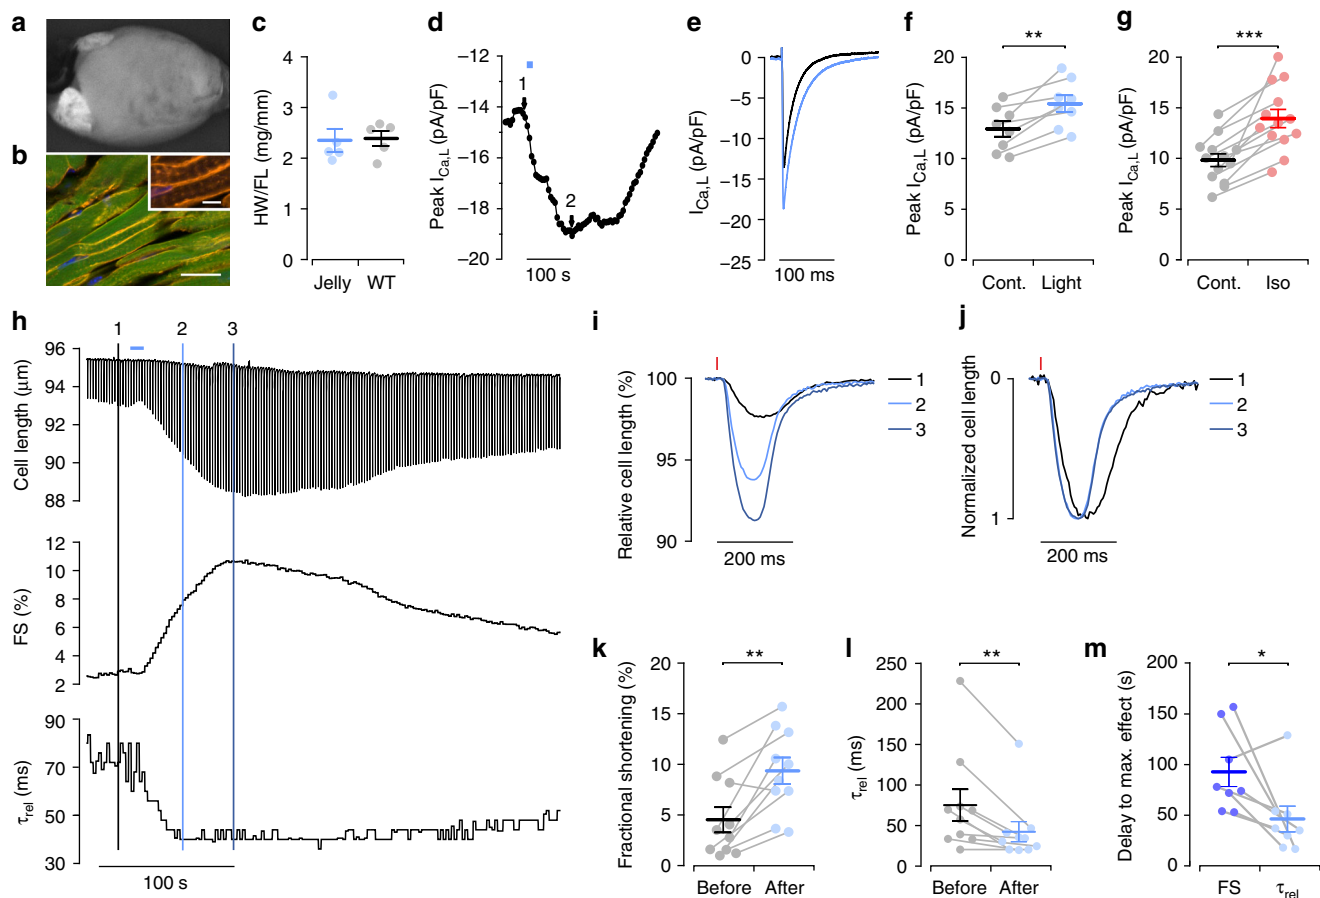 a
b
c
HW/FL (mg/mm)
4
3
2
1
0
Jelly WT
d
Peak I_Ca,L (pA/pF)
−12
−14
−16
−18
−20
1
2
100 s
e
I_Ca,L (pA/pF)
0
−5
−10
−15
−20
−25
100 ms
f
**
Peak I_Ca,L (pA/pF)
20
15
10
5
0
Cont. Light
g
***
Peak I_Ca,L (pA/pF)
20
15
10
5
0
Cont. Iso
h
1 2 3
Cell length (μm)
96
94
92
90
88
FS (%)
12
10
8
6
4
2
τ_rel (ms)
90
70
50
30
100 s
i
Relative cell length (%)
100
95
90
1
2
3
200 ms
j
Normalized cell length
0
1
1
2
3
200 ms
k
**
Fractional shortening (%)
20
15
10
5
0
Before After
l
**
τ_rel (ms)
250
200
150
100
50
0
Before After
m
*
Delay to max. effect (s)
200
150
100
50
0
FS τ_rel